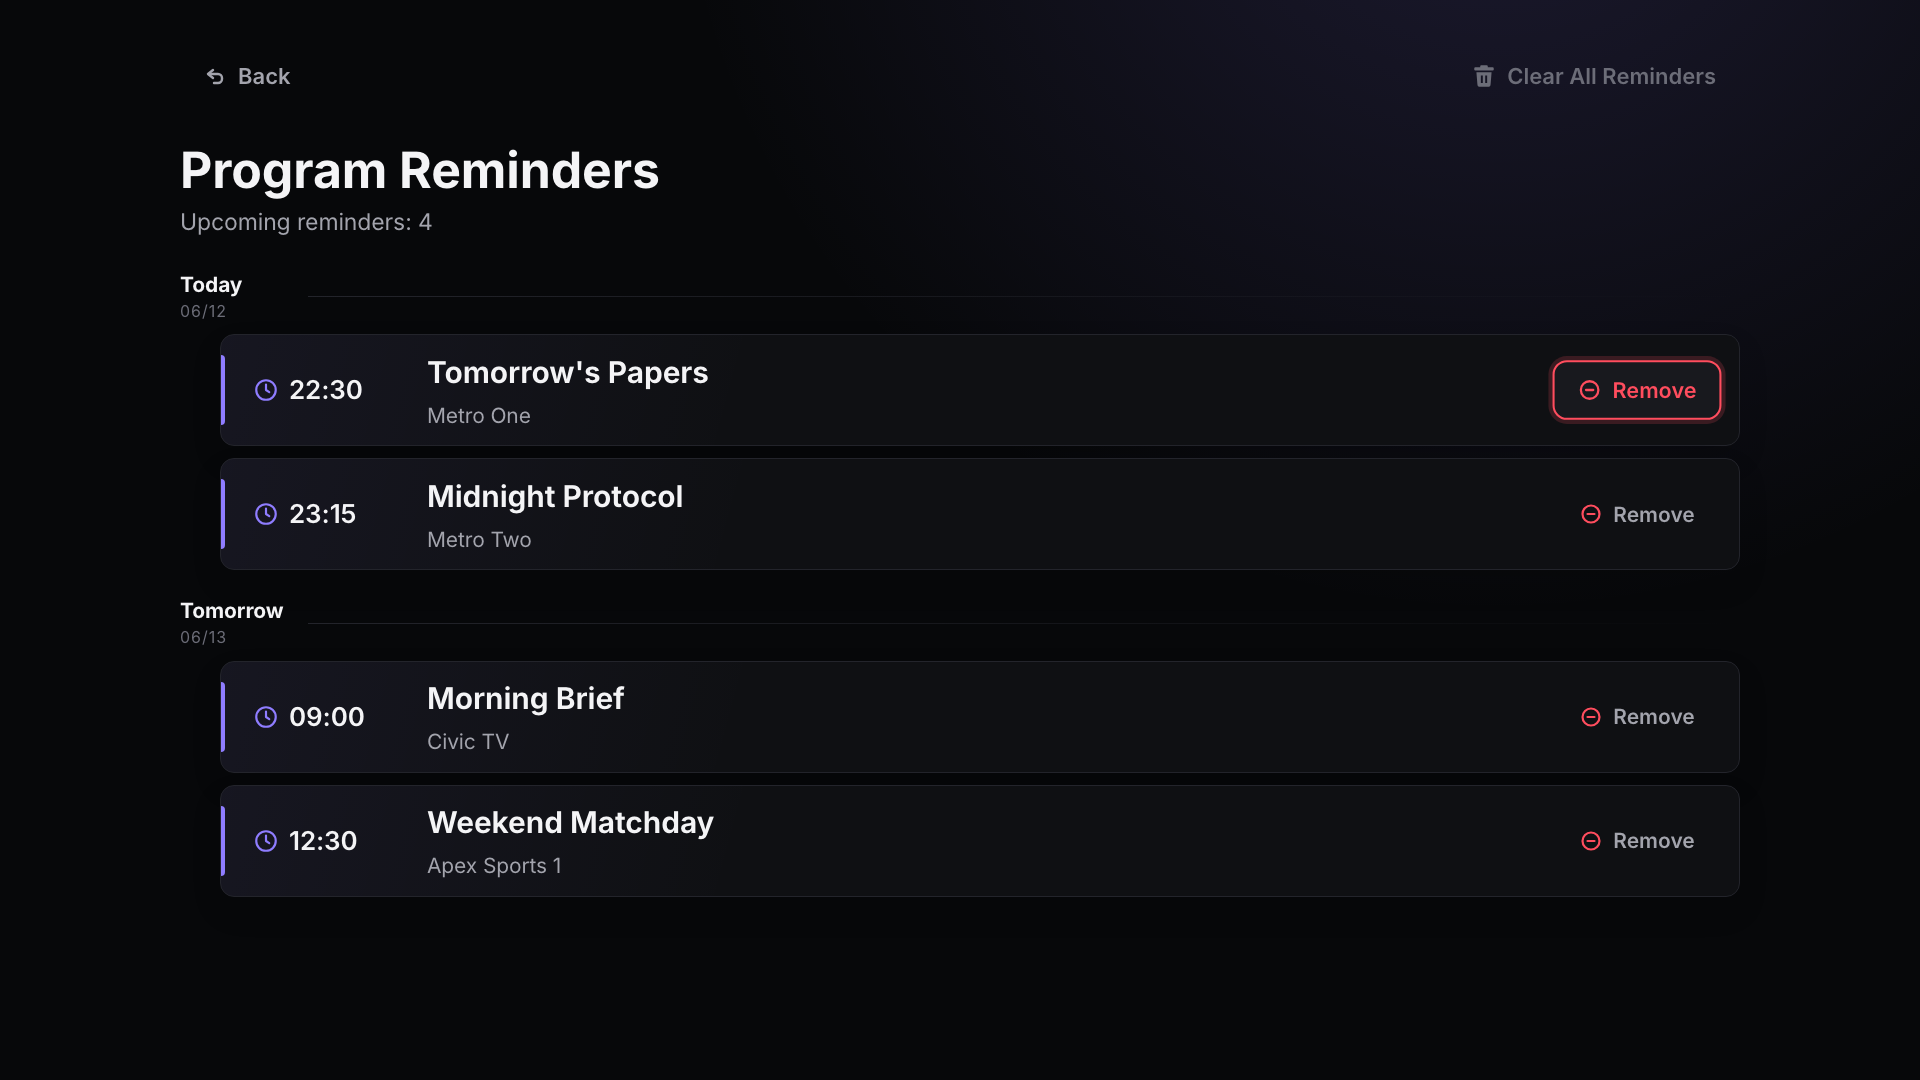 Back
Clear All Reminders
Program Reminders
Upcoming reminders: 4
Today
06/12
22:30
Tomorrow's Papers
Metro One
Remove
23:15
Midnight Protocol
Metro Two
Remove
Tomorrow
06/13
09:00
Morning Brief
Civic TV
Remove
12:30
Weekend Matchday
Apex Sports 1
Remove